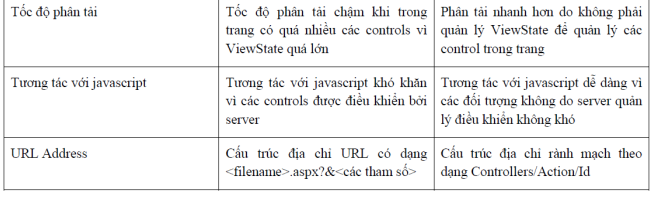 Tốc độ phân tải
Tốc độ phân tải chậm khi trong
trang có quá nhiều các controls vì
ViewState quá lớn
Phân tải nhanh hơn do không phải
quản lý ViewState để quản lý các
control trong trang
Tương tác với javascript
Tương tác với javascript khó khăn
vì các controls được điều khiển bởi
server
Tương tác với javascript dễ dàng vì
các đối tượng không do server quản
lý điều khiển không khó
URL Address
Cấu trúc địa chỉ URL có dạng
<filename>.aspx?&<các tham số>
Cấu trúc địa chỉ rành mạch theo
dạng Controllers/Action/Id